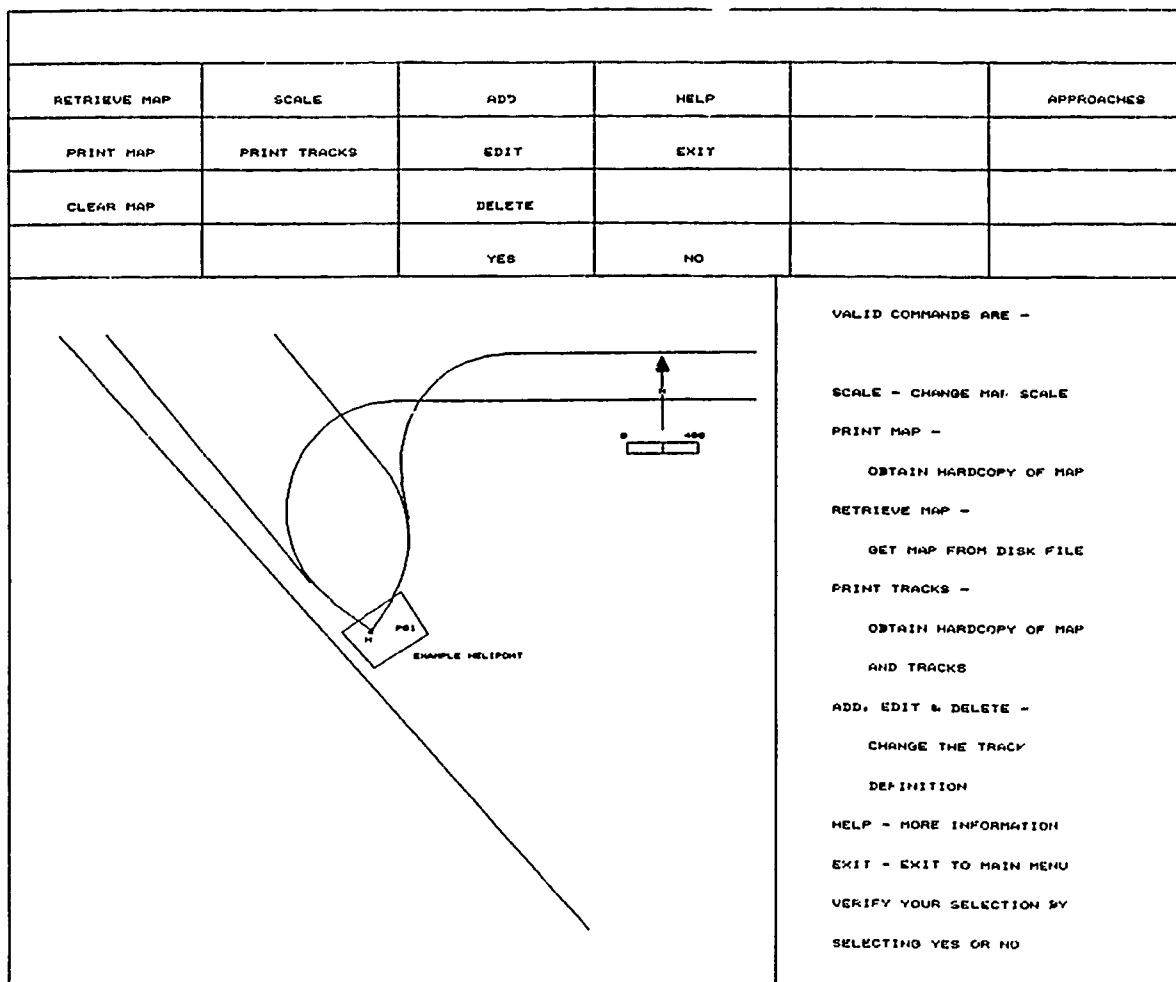 RETRIEVE MAP SCALE ADD HELP APPROACHES
PRINT MAP PRINT TRACKS EDIT EXIT
CLEAR MAP DELETE
YES NO
VALID COMMANDS ARE -
SCALE - CHANGE MAP SCALE
PRINT MAP -
OBTAIN HARDCOPY OF MAP
RETRIEVE MAP -
GET MAP FROM DISK FILE
PRINT TRACKS -
OBTAIN HARDCOPY OF MAP
AND TRACKS
ADD, EDIT & DELETE -
CHANGE THE TRACK
DEFINITION
HELP - MORE INFORMATION
EXIT - EXIT TO MAIN MENU
VERIFY YOUR SELECTION BY
SELECTING YES OR NO
N
0 400
P01
H
EXAMPLE HELIPORT